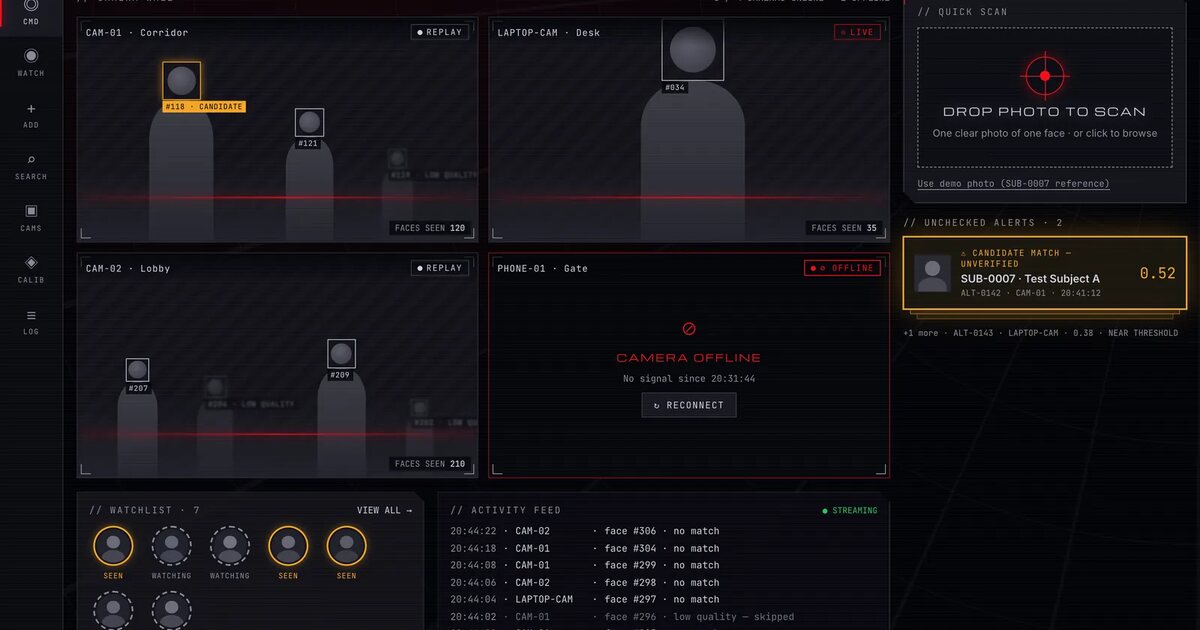 CMD
WATCH
+
ADD
SEARCH
CAMS
CALIB
LOG
CAM-01 · Corridor
● REPLAY
#118 · CANDIDATE
#121
FACES SEEN 120
LAPTOP-CAM · Desk
LIVE
#034
FACES SEEN 35
CAM-02 · Lobby
● REPLAY
#207
#209
FACES SEEN 210
PHONE-01 · Gate
● ⊘ OFFLINE
CAMERA OFFLINE
No signal since 20:31:44
↻ RECONNECT
// WATCHLIST · 7
VIEW ALL →
SEEN
WATCHING
WATCHING
SEEN
SEEN
// ACTIVITY FEED
● STREAMING
20:44:22 · CAM-02 · face #306 · no match
20:44:18 · CAM-01 · face #304 · no match
20:44:08 · CAM-01 · face #299 · no match
20:44:06 · CAM-02 · face #298 · no match
20:44:04 · LAPTOP-CAM · face #297 · no match
20:44:02 · CAM-01 · face #296 · low quality — skipped
// QUICK SCAN
DROP PHOTO TO SCAN
One clear photo of one face · or click to browse
Use demo photo (SUB-0007 reference)
// UNCHECKED ALERTS · 2
⚠ CANDIDATE MATCH —
UNVERIFIED
SUB-0007 · Test Subject A
ALT-0142 · CAM-01 · 20:41:12
0.52
+1 more · ALT-0143 · LAPTOP-CAM · 0.38 · NEAR THRESHOLD